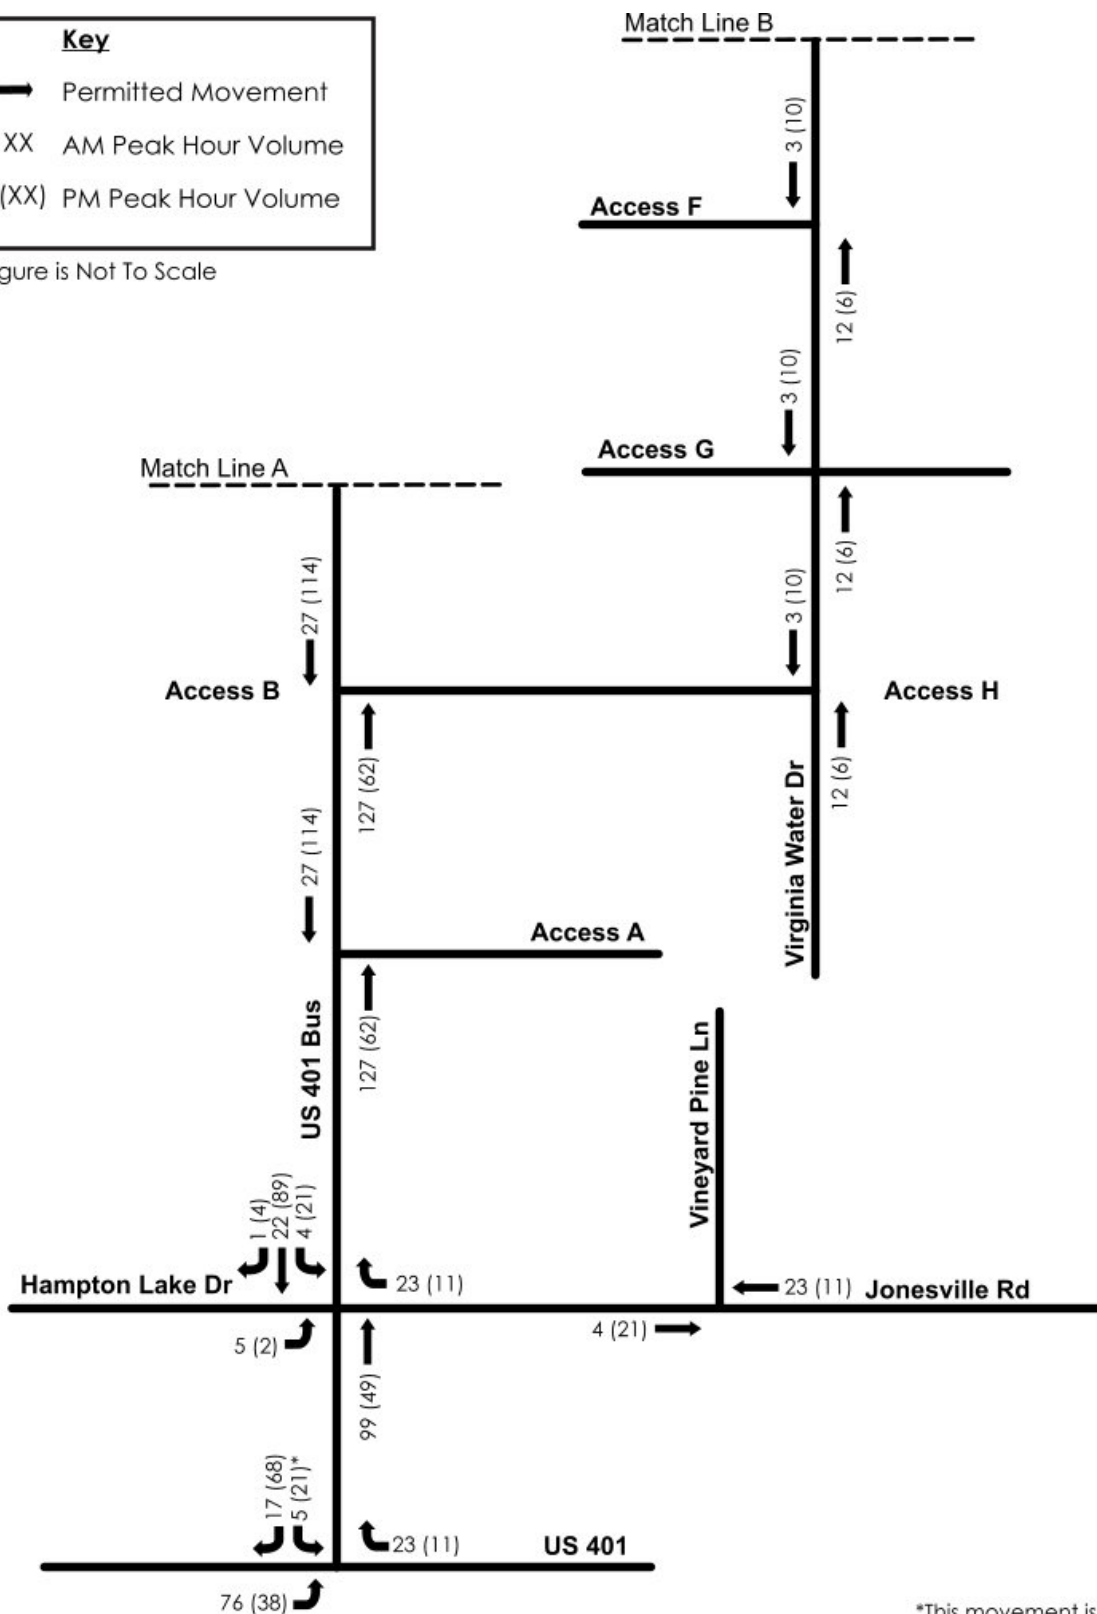 Match Line B
Key
Permitted Movement
XX AM Peak Hour Volume
(XX) PM Peak Hour Volume
gure is Not To Scale
3 (10)
Access F
12 (6)
3 (10)
Access G
Match Line A
12 (6)
27 (114)
3 (10)
Access B
Access H
127 (62)
12 (6)
Virginia Water Dr
27 (114)
Access A
127 (62)
US 401 Bus
Vineyard Pine Ln
1 (4)
22 (89)
4 (21)
Hampton Lake Dr
23 (11)
23 (11)
Jonesville Rd
5 (2)
4 (21)
99 (49)
17 (68)
5 (21)*
23 (11)
US 401
76 (38)
*This movement is